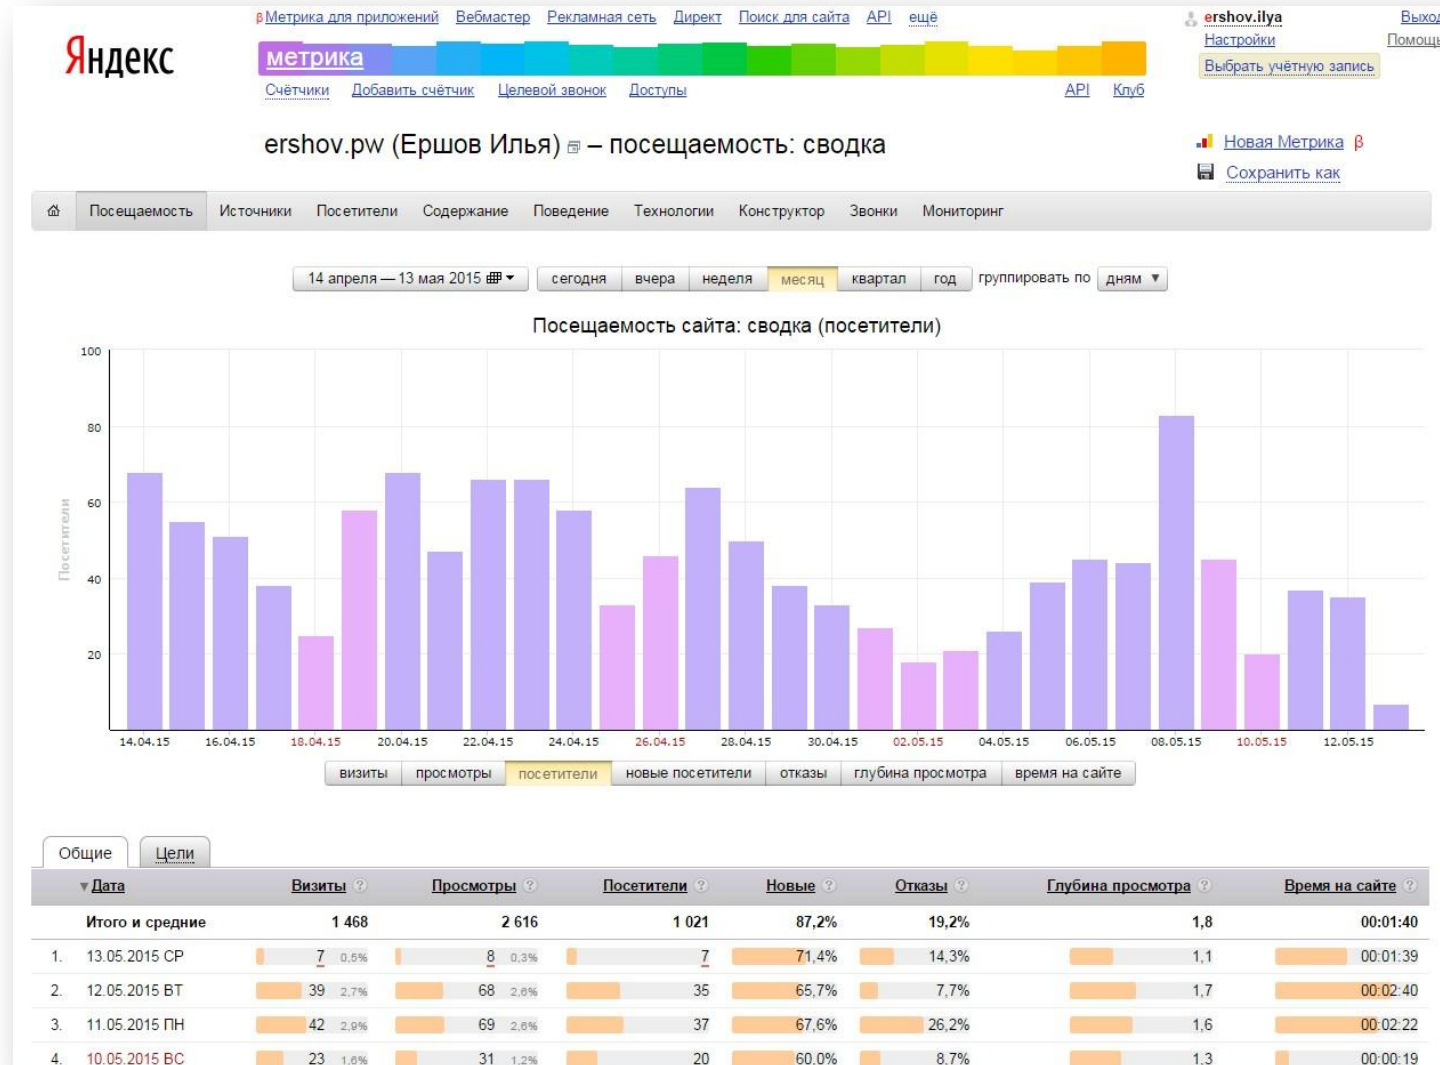 β Метрика для приложений Вебмастер Рекламная сеть Директ Поиск для сайта API ещё
ershov.ilya Выход
Яндекс
метрика
Настройки Помощь
Выбрать учётную запись
Счётчики Добавить счётчик Целевой звонок Доступы API Клуб
ershov.pw (Ершов Илья) – посещаемость: сводка
Новая Метрика β
Сохранить как
Посещаемость Источники Посетители Содержание Поведение Технологии Конструктор Звонки Мониторинг
14 апреля — 13 мая 2015 сегодня вчера неделя месяц квартал год группировать по дням
Посещаемость сайта: сводка (посетители)
100
80
60
40
20
Посетители
14.04.15 16.04.15 18.04.15 20.04.15 22.04.15 24.04.15 26.04.15 28.04.15 30.04.15 02.05.15 04.05.15 06.05.15 08.05.15 10.05.15 12.05.15
визиты просмотры посетители новые посетители отказы глубина просмотра время на сайте
Общие Цели
▼ Дата Визиты ? Просмотры ? Посетители ? Новые ? Отказы ? Глубина просмотра ? Время на сайте ?
Итого и средние 1 468 2 616 1 021 87,2% 19,2% 1,8 00:01:40
1. 13.05.2015 СР 7 0,5% 8 0,3% 7 71,4% 14,3% 1,1 00:01:39
2. 12.05.2015 ВТ 39 2,7% 68 2,6% 35 65,7% 7,7% 1,7 00:02:40
3. 11.05.2015 ПН 42 2,9% 69 2,6% 37 67,6% 26,2% 1,6 00:02:22
4. 10.05.2015 ВС 23 1,6% 31 1,2% 20 60,0% 8,7% 1,3 00:00:19